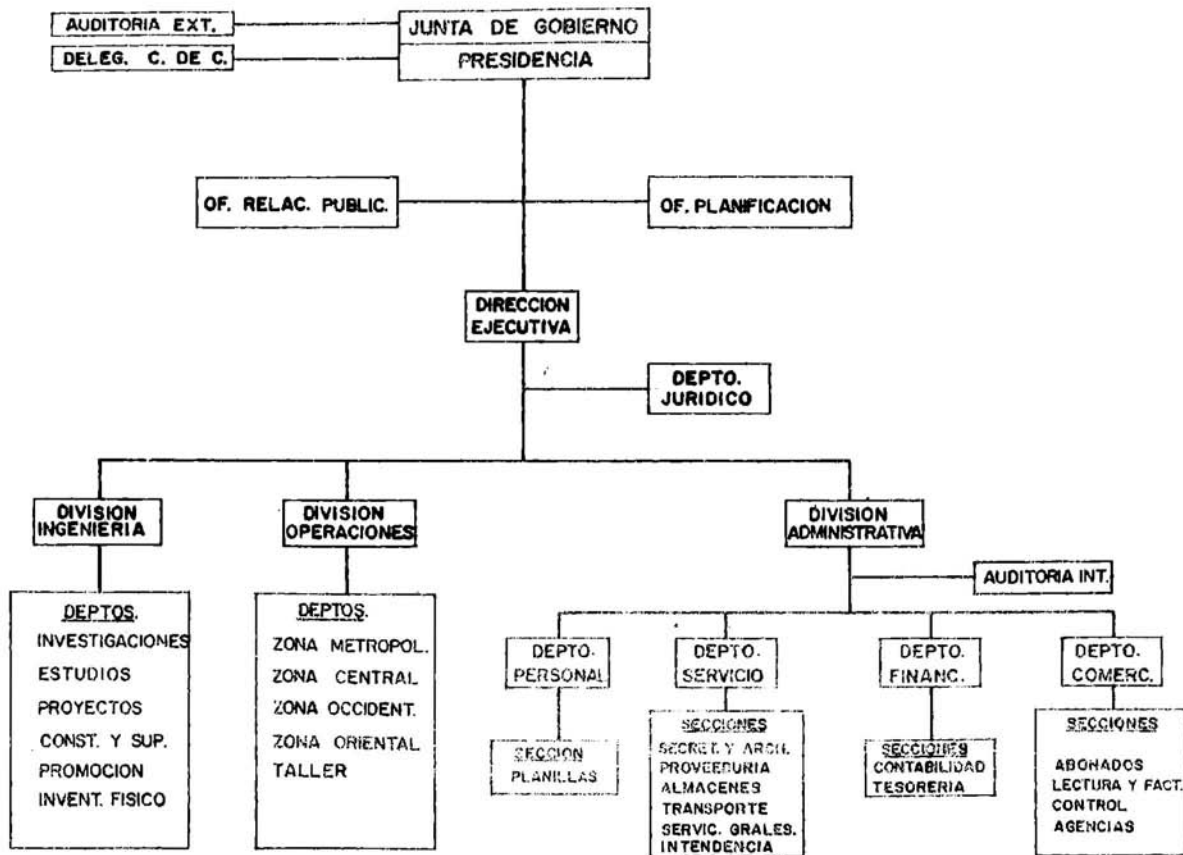 AUDITORIA EXT.
DELEG. C. DE C.
JUNTA DE GOBIERNO
PRESIDENCIA
OF. RELAC. PUBLIC.
OF. PLANIFICACION
DIRECCION
EJECUTIVA
DEPTO.
JURIDICO
DIVISION
INGENIERIA
DIVISION
OPERACIONES
DIVISION
ADMINISTRATIVA
AUDITORIA INT.
DEPTOS.
INVESTIGACIONES
ESTUDIOS
PROYECTOS
CONST. Y SUP.
PROMOCION
INVENT. FISICO
DEPTOS.
ZONA METROPOL.
ZONA CENTRAL
ZONA OCCIDENT.
ZONA ORIENTAL
TALLER
DEPTO.
PERSONAL
DEPTO.
SERVICIO
DEPTO.
FINANC.
DEPTO.
COMERC.
SECCION
PLANILLAS
SECCIONES
SECRET. Y ARCH.
PROVEEDURIA
ALMACENES
TRANSPORTE
SERVIC. GRALES.
INTENDENCIA
SECCIONES
CONTABILIDAD
TESORERIA
SECCIONES
ABONADOS
LECTURA Y FACT.
CONTROL
AGENCIAS